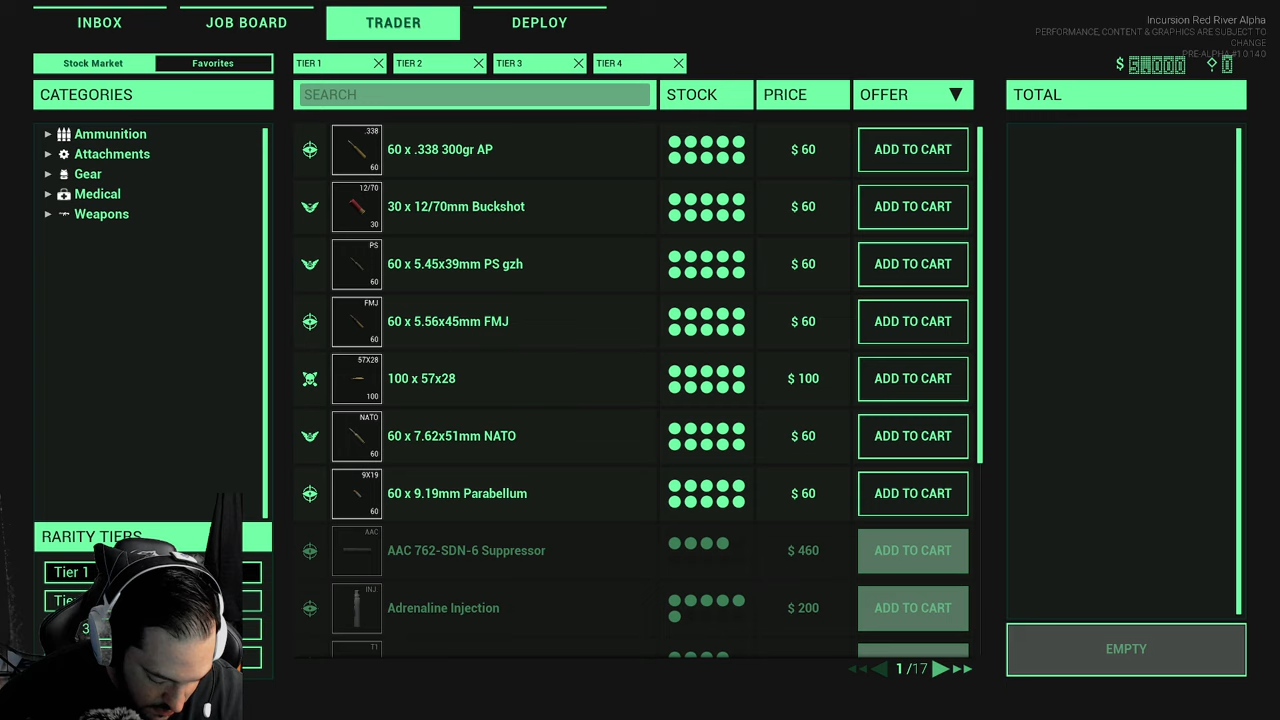 INBOX
JOB BOARD
TRADER
DEPLOY
Incursion Red River Alpha
PERFORMANCE, CONTENT & GRAPHICS ARE SUBJECT TO
CHANGE
Stock Market
Favorites
TIER 1
TIER 2
TIER 3
TIER 4
CATEGORIES
SEARCH
STOCK
PRICE
OFFER
TOTAL
Ammunition
Attachments
Gear
Medical
Weapons
.338
60
60 x .338 300gr AP
$ 60
ADD TO CART
12/70
30
30 x 12/70mm Buckshot
$ 60
ADD TO CART
PS
60
60 x 5.45x39mm PS gzh
$ 60
ADD TO CART
FMJ
60
60 x 5.56x45mm FMJ
$ 60
ADD TO CART
57X28
100
100 x 57x28
$ 100
ADD TO CART
NATO
60
60 x 7.62x51mm NATO
$ 60
ADD TO CART
9X19
60
60 x 9.19mm Parabellum
$ 60
ADD TO CART
AAC
AAC 762-SDN-6 Suppressor
$ 460
ADD TO CART
INJ.
Adrenaline Injection
$ 200
ADD TO CART
T1
RARITY TIERS
Tier 1
EMPTY
1 /17